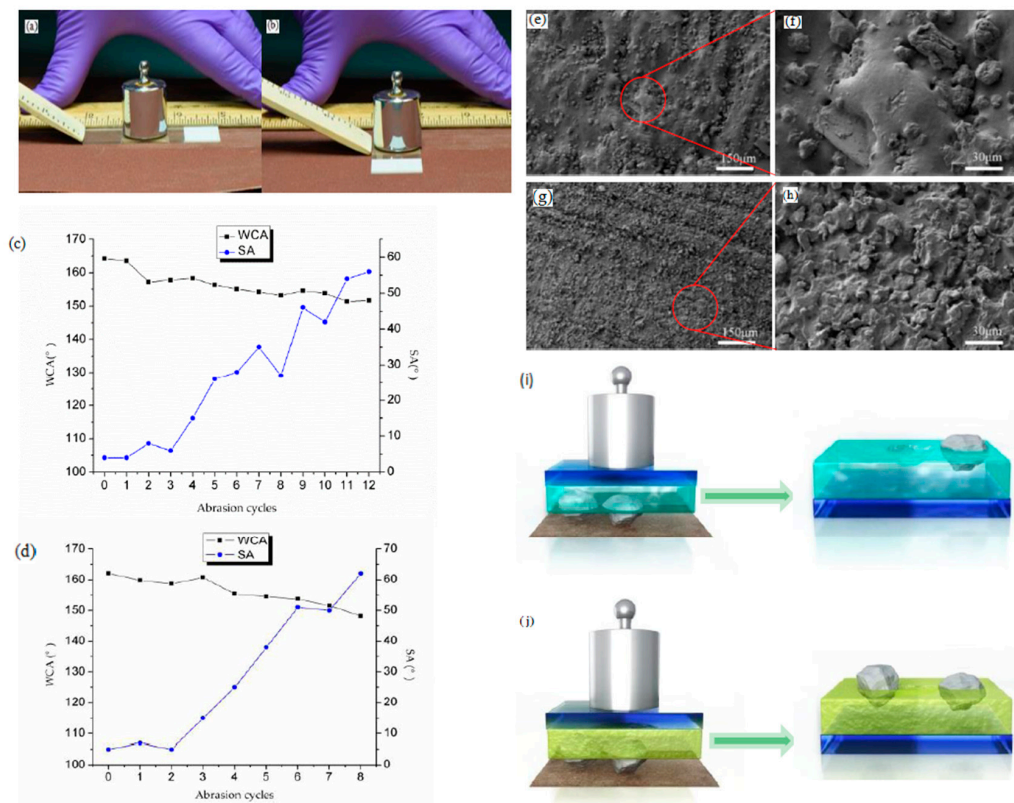 (a)
(b)
(c)
WCA
SA
170
160
150
140
130
120
110
100
WCA(°)
60
50
40
30
20
10
0
SA(°)
0 1 2 3 4 5 6 7 8 9 10 11 12
Abrasion cycles
(d)
WCA
SA
170
160
150
140
130
120
110
100
WCA(°)
70
60
50
40
30
20
10
0
SA(°)
0 1 2 3 4 5 6 7 8
Abrasion cycles
(e)
150μm
(f)
30μm
(g)
150μm
(h)
30μm
(i)
(j)